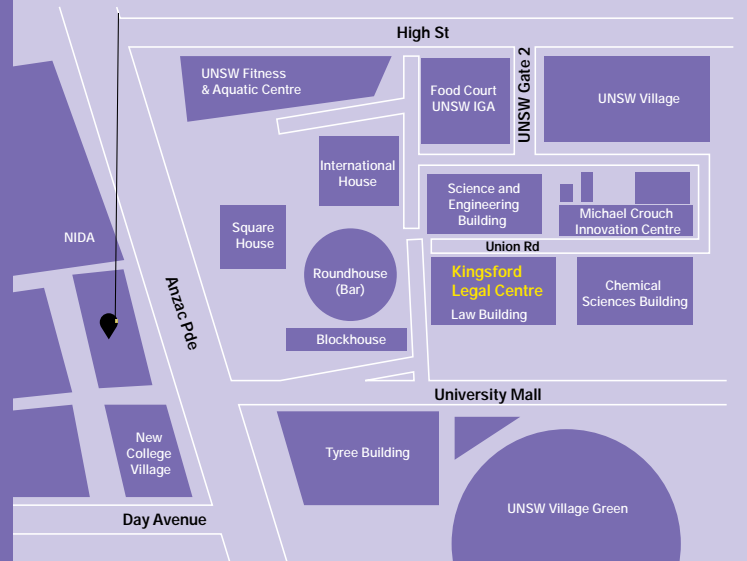 High St
UNSW Fitness
& Aquatic Centre
Food Court
UNSW IGA
UNSW Gate 2
UNSW Village
International
House
Science and
Engineering
Building
Michael Crouch
Innovation Centre
Square
House
NIDA
Union Rd
Roundhouse
(Bar)
Kingsford
Legal Centre
Law Building
Chemical
Sciences Building
Anzac Pde
Blockhouse
University Mall
New
College
Village
Tyree Building
UNSW Village Green
Day Avenue